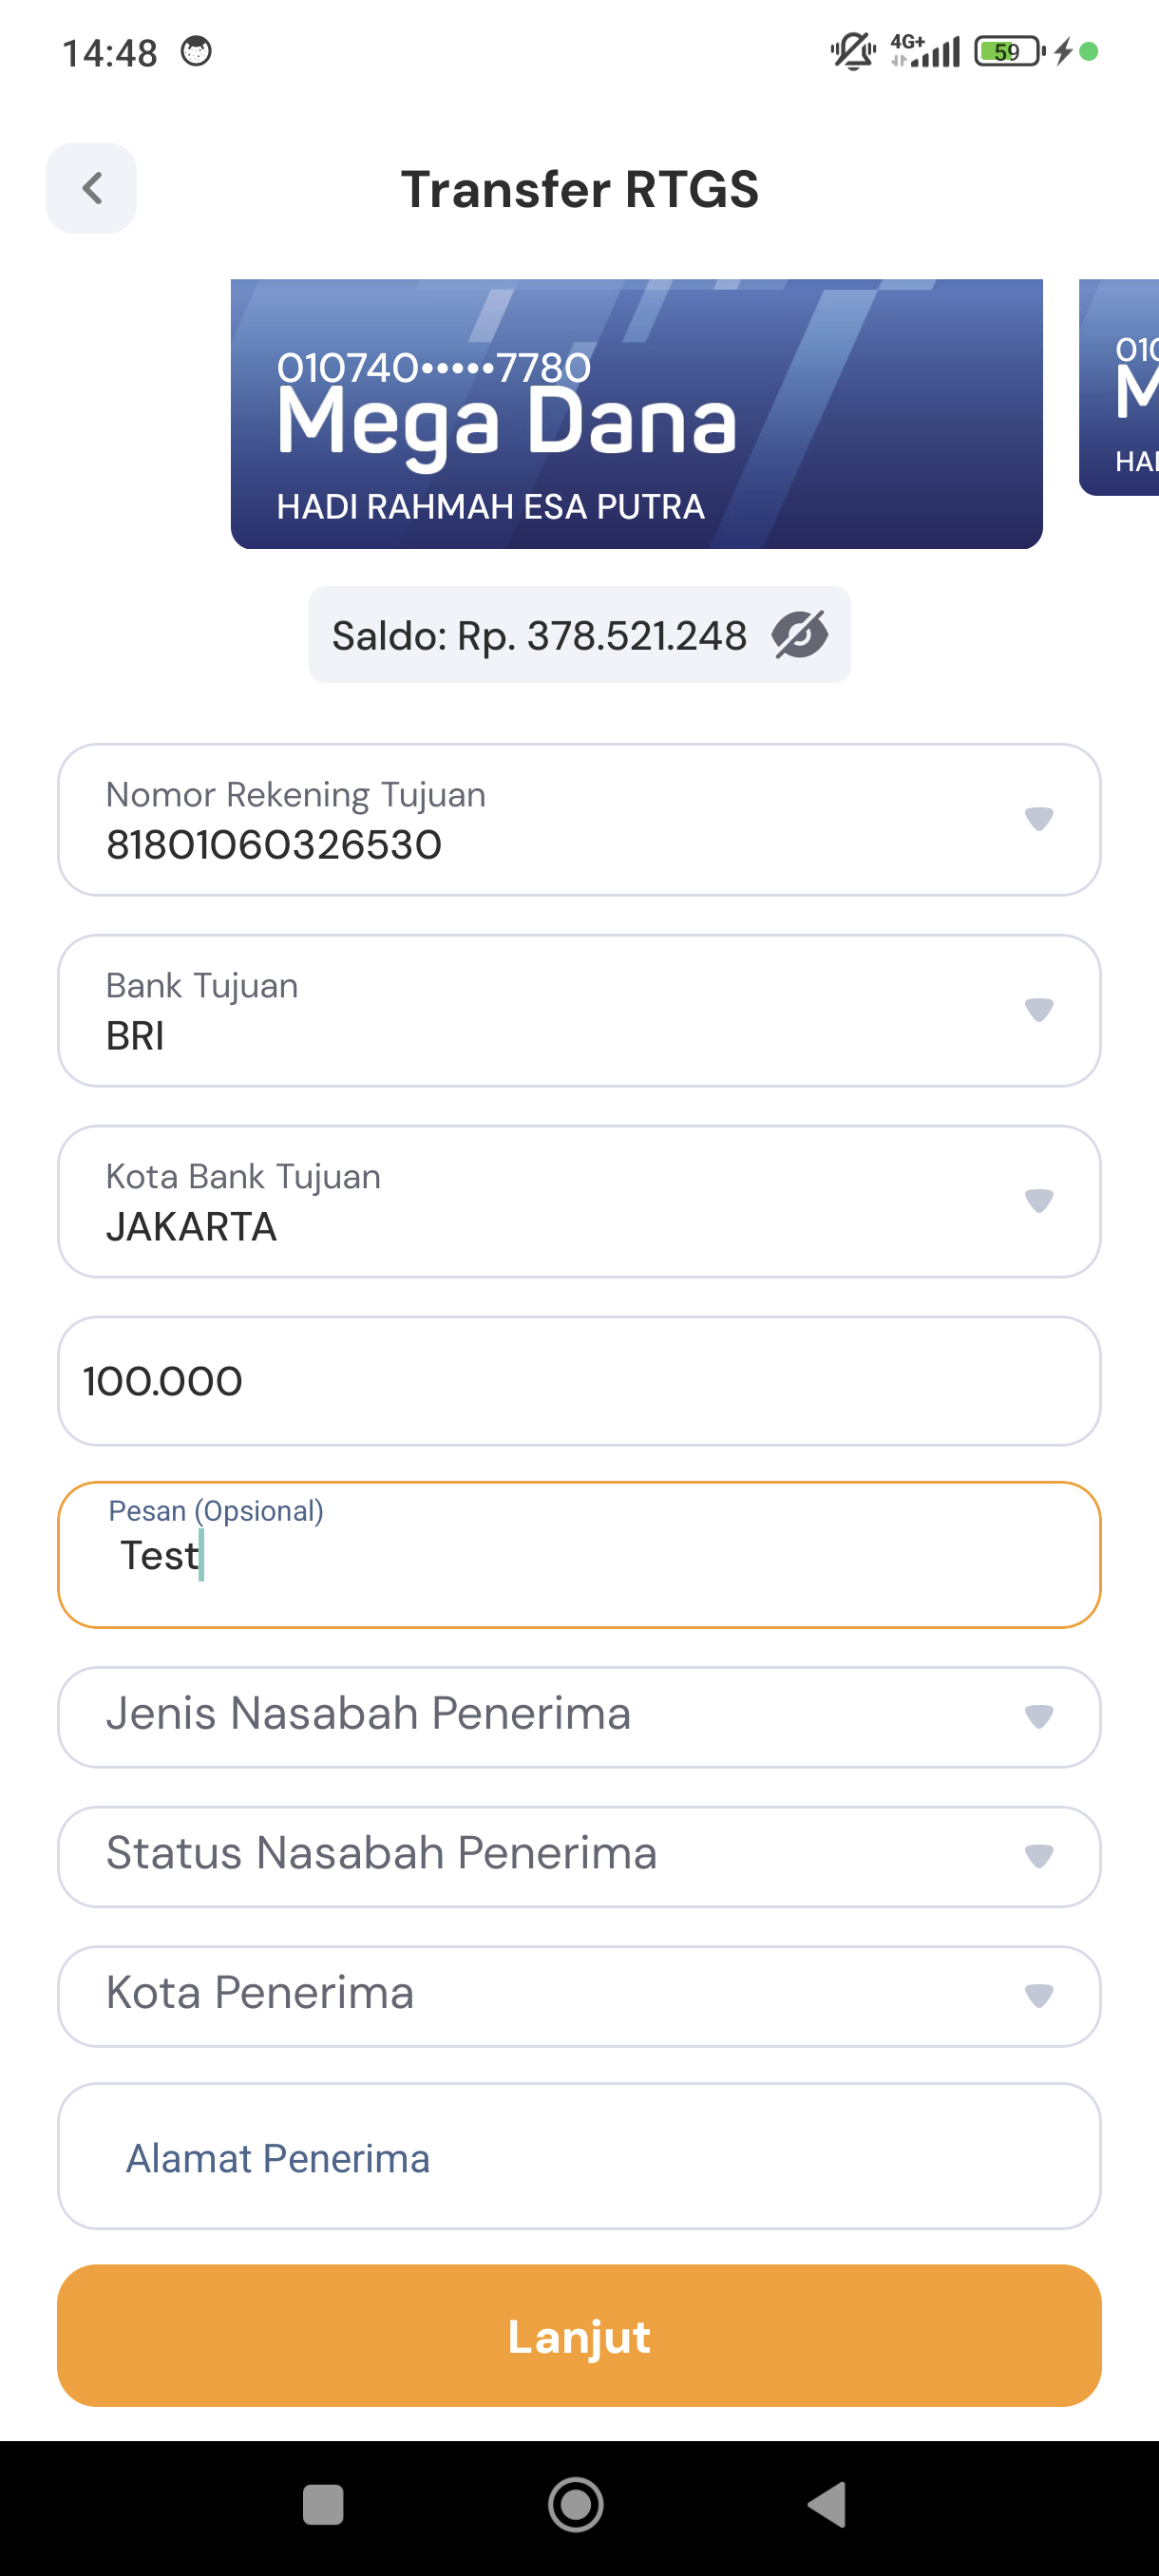 14:48
4G+
59
Transfer RTGS
010740•••••7780
Mega Dana
HADI RAHMAH ESA PUTRA
Saldo: Rp. 378.521.248
Nomor Rekening Tujuan
81801060326530
Bank Tujuan
BRI
Kota Bank Tujuan
JAKARTA
100.000
Pesan (Opsional)
Test
Jenis Nasabah Penerima
Status Nasabah Penerima
Kota Penerima
Alamat Penerima
Lanjut